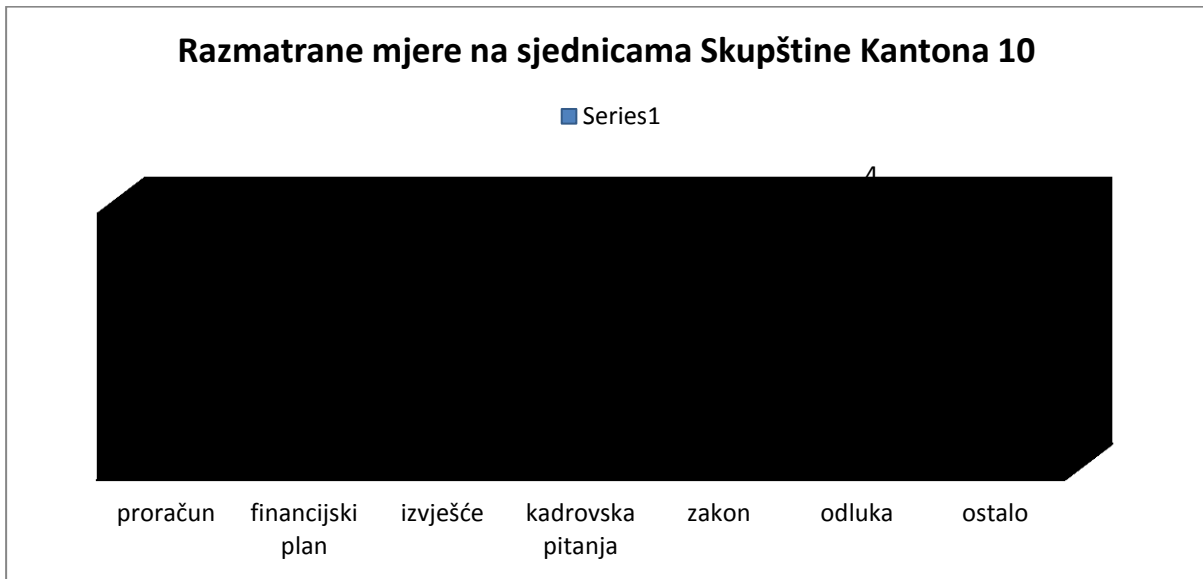 Razmatrane mjere na sjednicama Skupštine Kantona 10
Series1
4
proračun
financijski
plan
izvješće
kadrovska
pitanja
zakon
odluka
ostalo